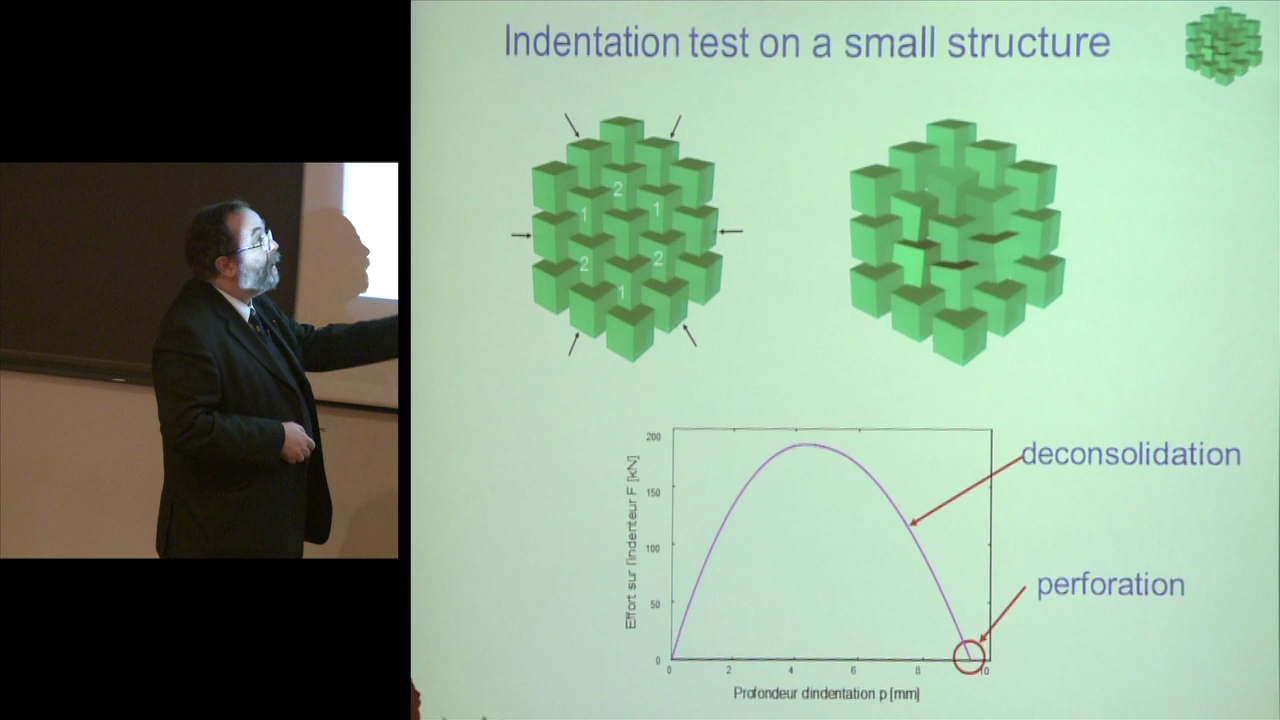 Indentation test on a small structure
2
1
1
2
2
1
200
150
100
50
0
Effort sur l'indenteur F [kN]
0 2 4 6 8 10
Profondeur d'indentation p [mm]
deconsolidation
perforation